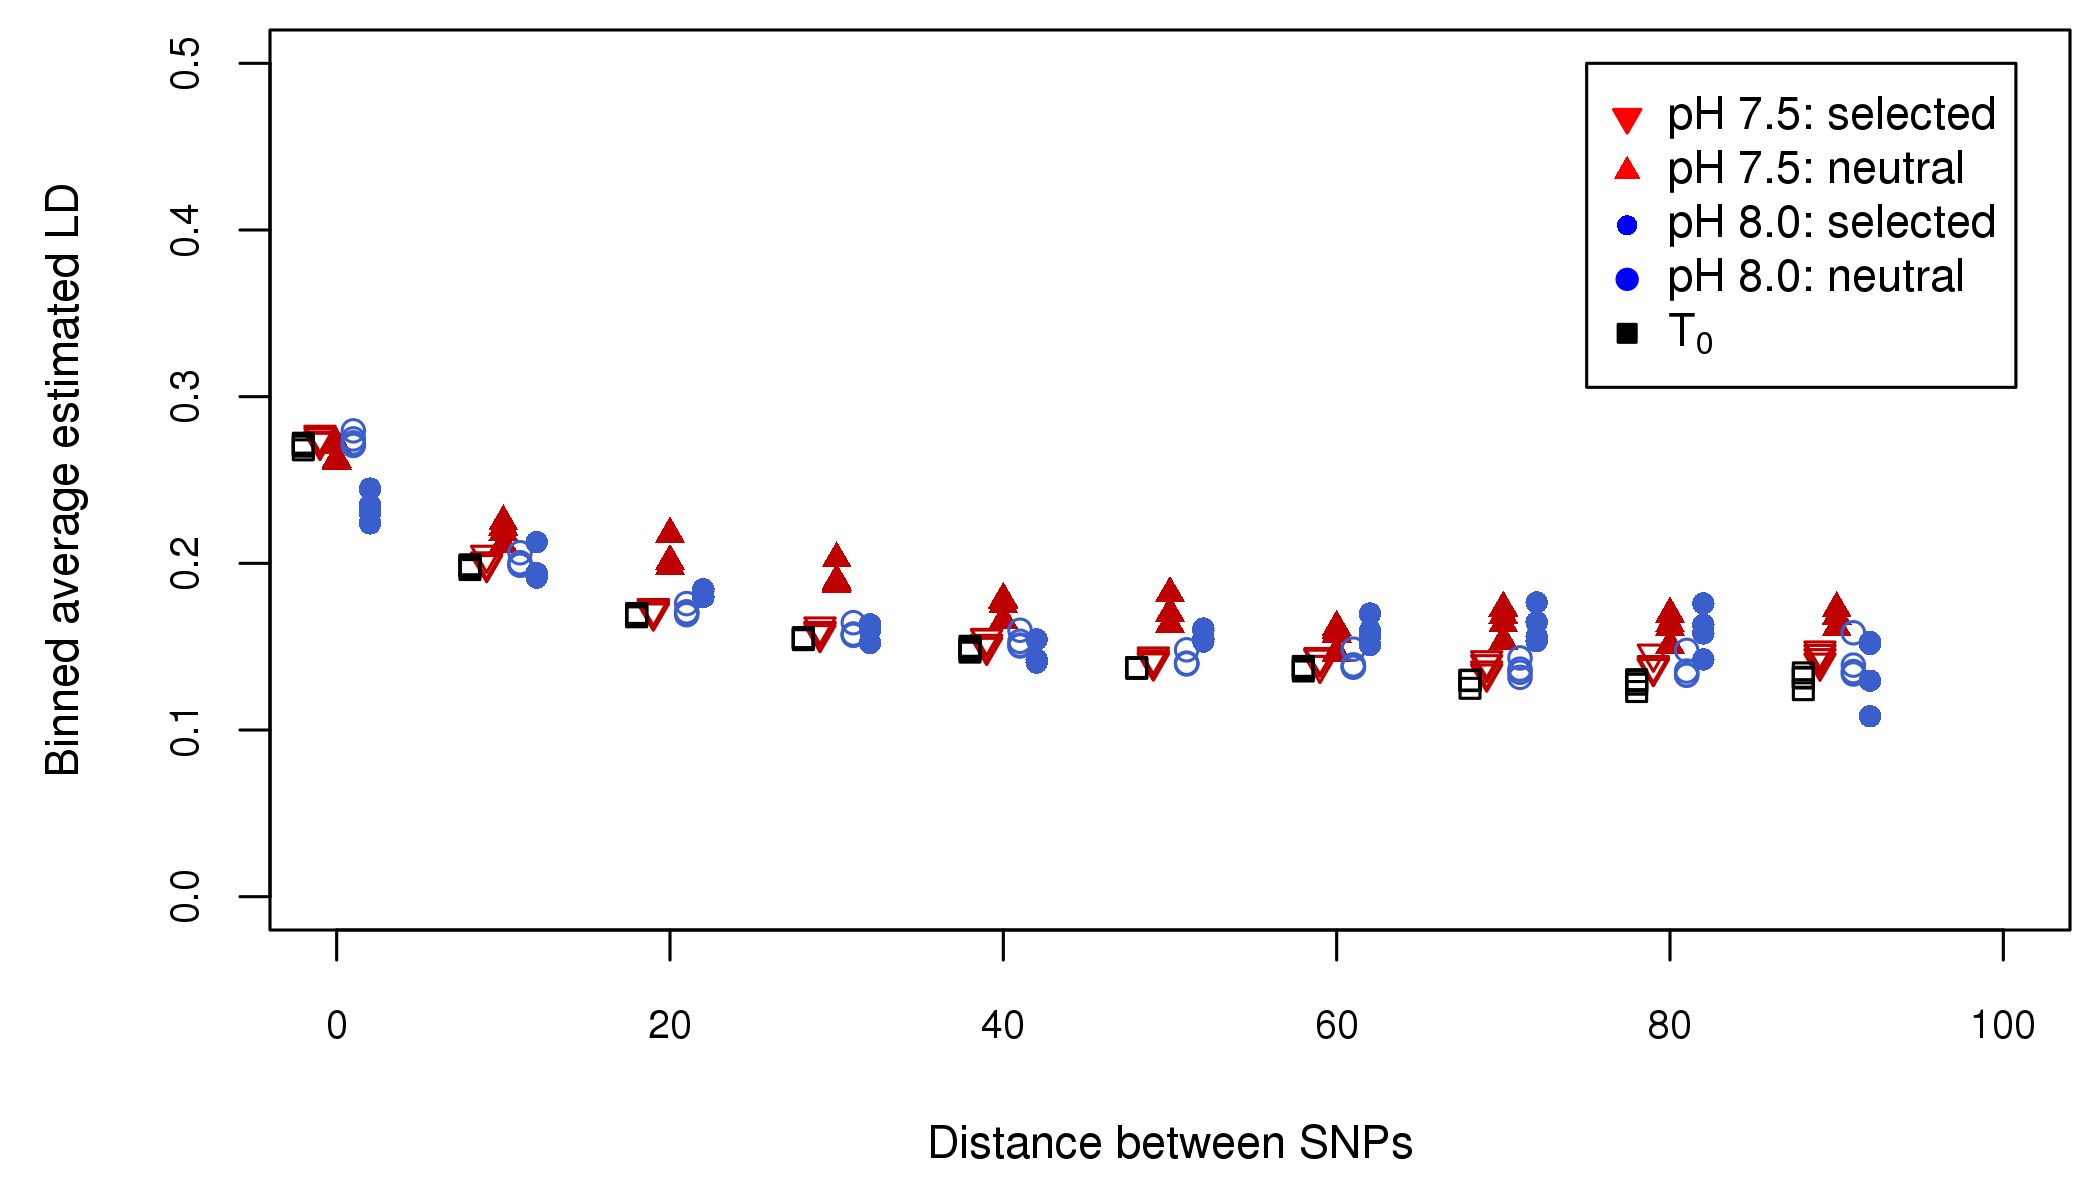 0.5
0.4
0.3
0.2
0.1
0.0
Binned average estimated LD
pH 7.5: selected
pH 7.5: neutral
pH 8.0: selected
pH 8.0: neutral
T0
0 20 40 60 80 100
Distance between SNPs